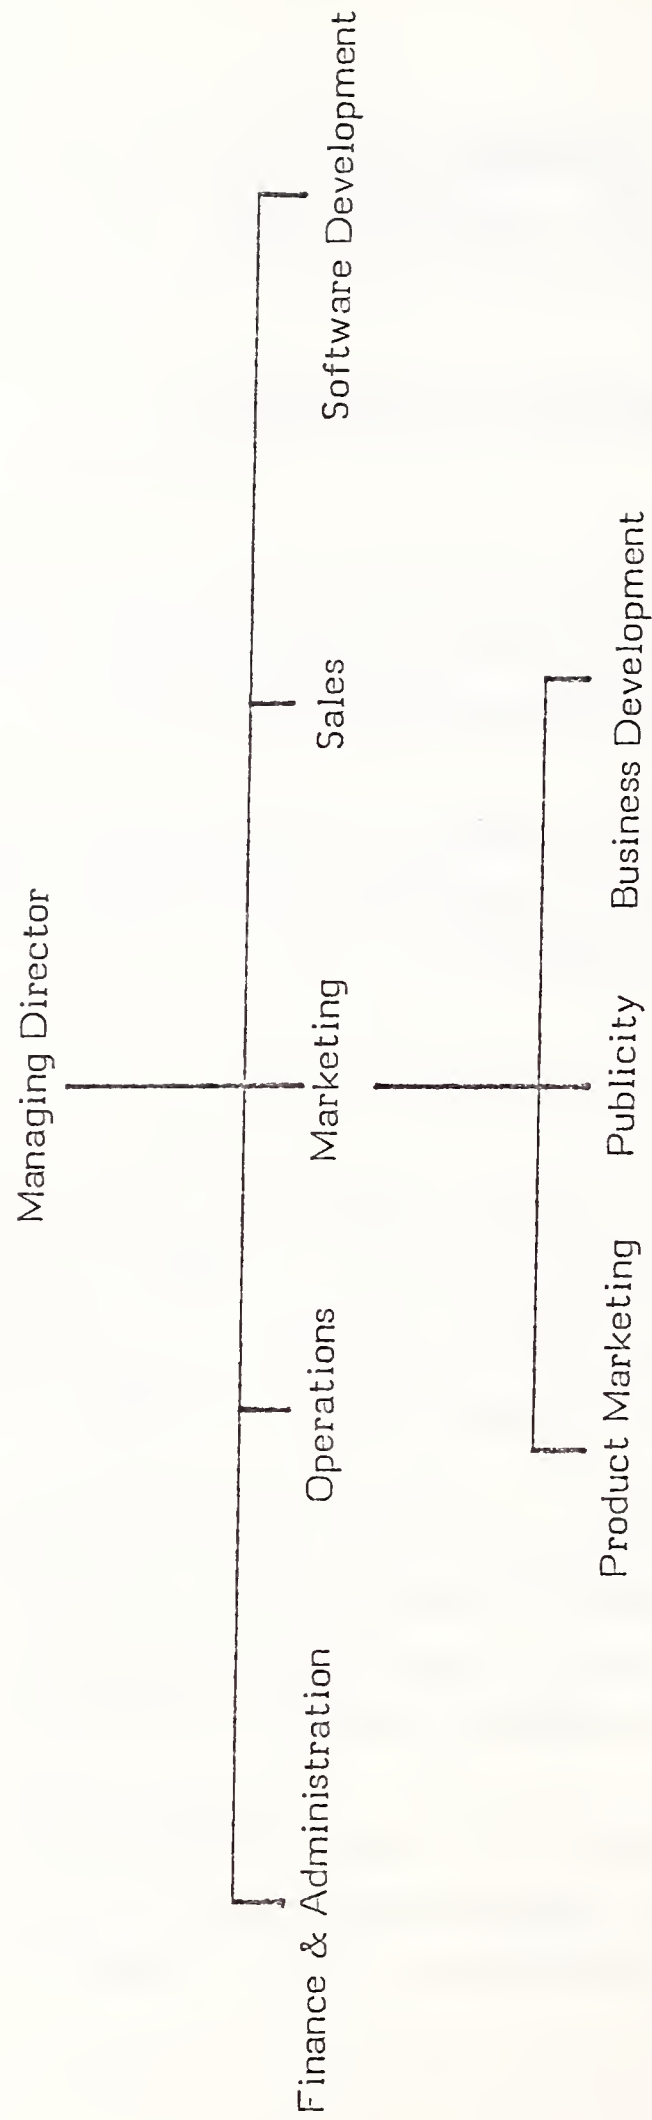 Managing Director
Finance & Administration
Operations
Marketing
Sales
Software Development
Product Marketing
Publicity
Business Development